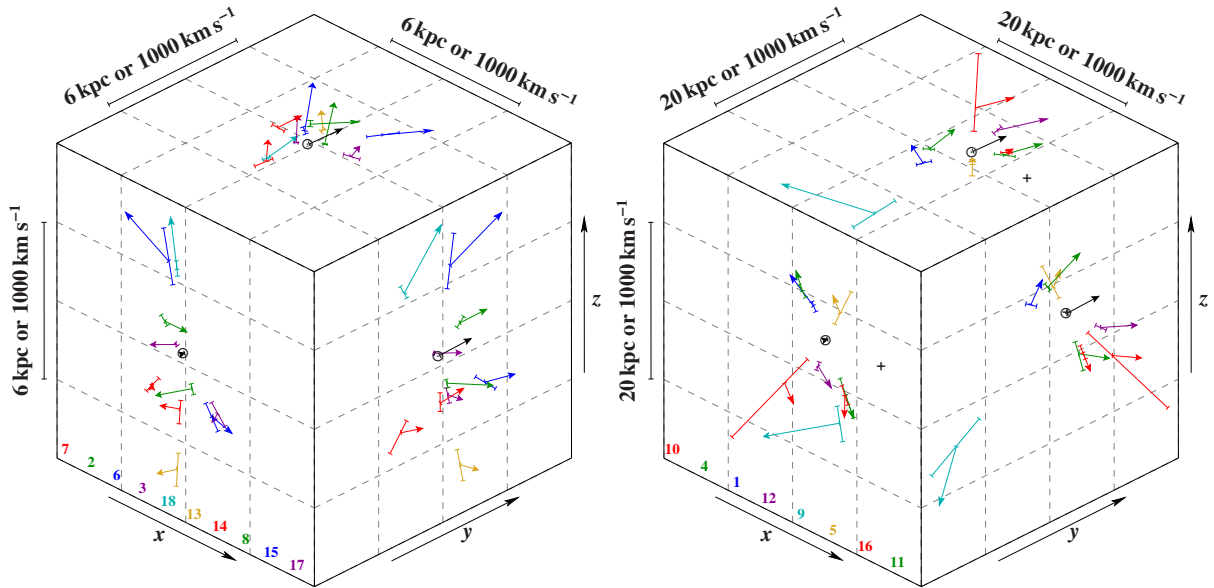 6 kpc or 1000 km s⁻¹
6 kpc or 1000 km s⁻¹
6 kpc or 1000 km s⁻¹
z
7
2
6
3
18
13
14
8
15
17
x
y
20 kpc or 1000 km s⁻¹
20 kpc or 1000 km s⁻¹
20 kpc or 1000 km s⁻¹
z
10
4
1
12
9
5
16
11
x
y